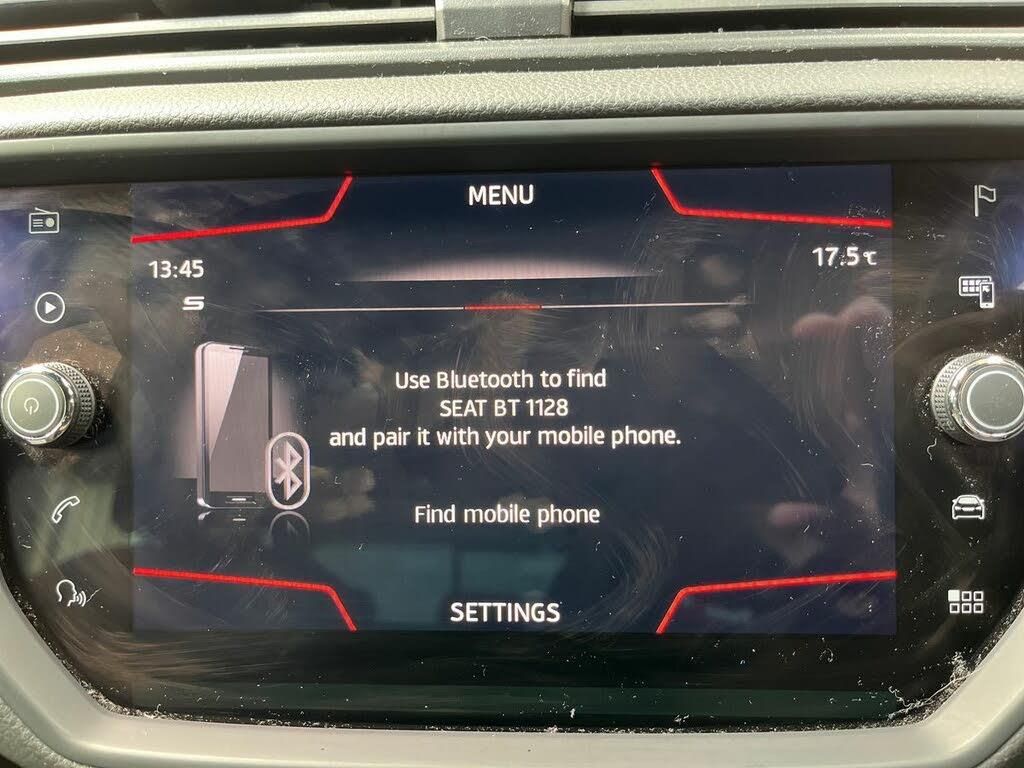 MENU
13:45
17.5°C
Use Bluetooth to find
SEAT BT 1128
and pair it with your mobile phone.
Find mobile phone
SETTINGS